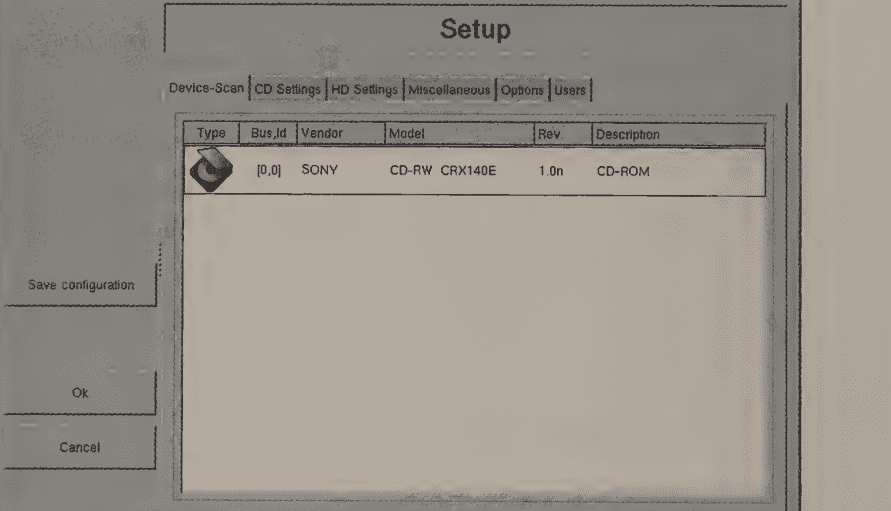 Setup
Device-Scan CD Settings HD Settings Miscellaneous Options Users
Type Bus,Id Vendor Model Rev. Description
[0,0] SONY CD-RW CRX140E 1.0n CD-ROM
Save configuration
Ok
Cancel